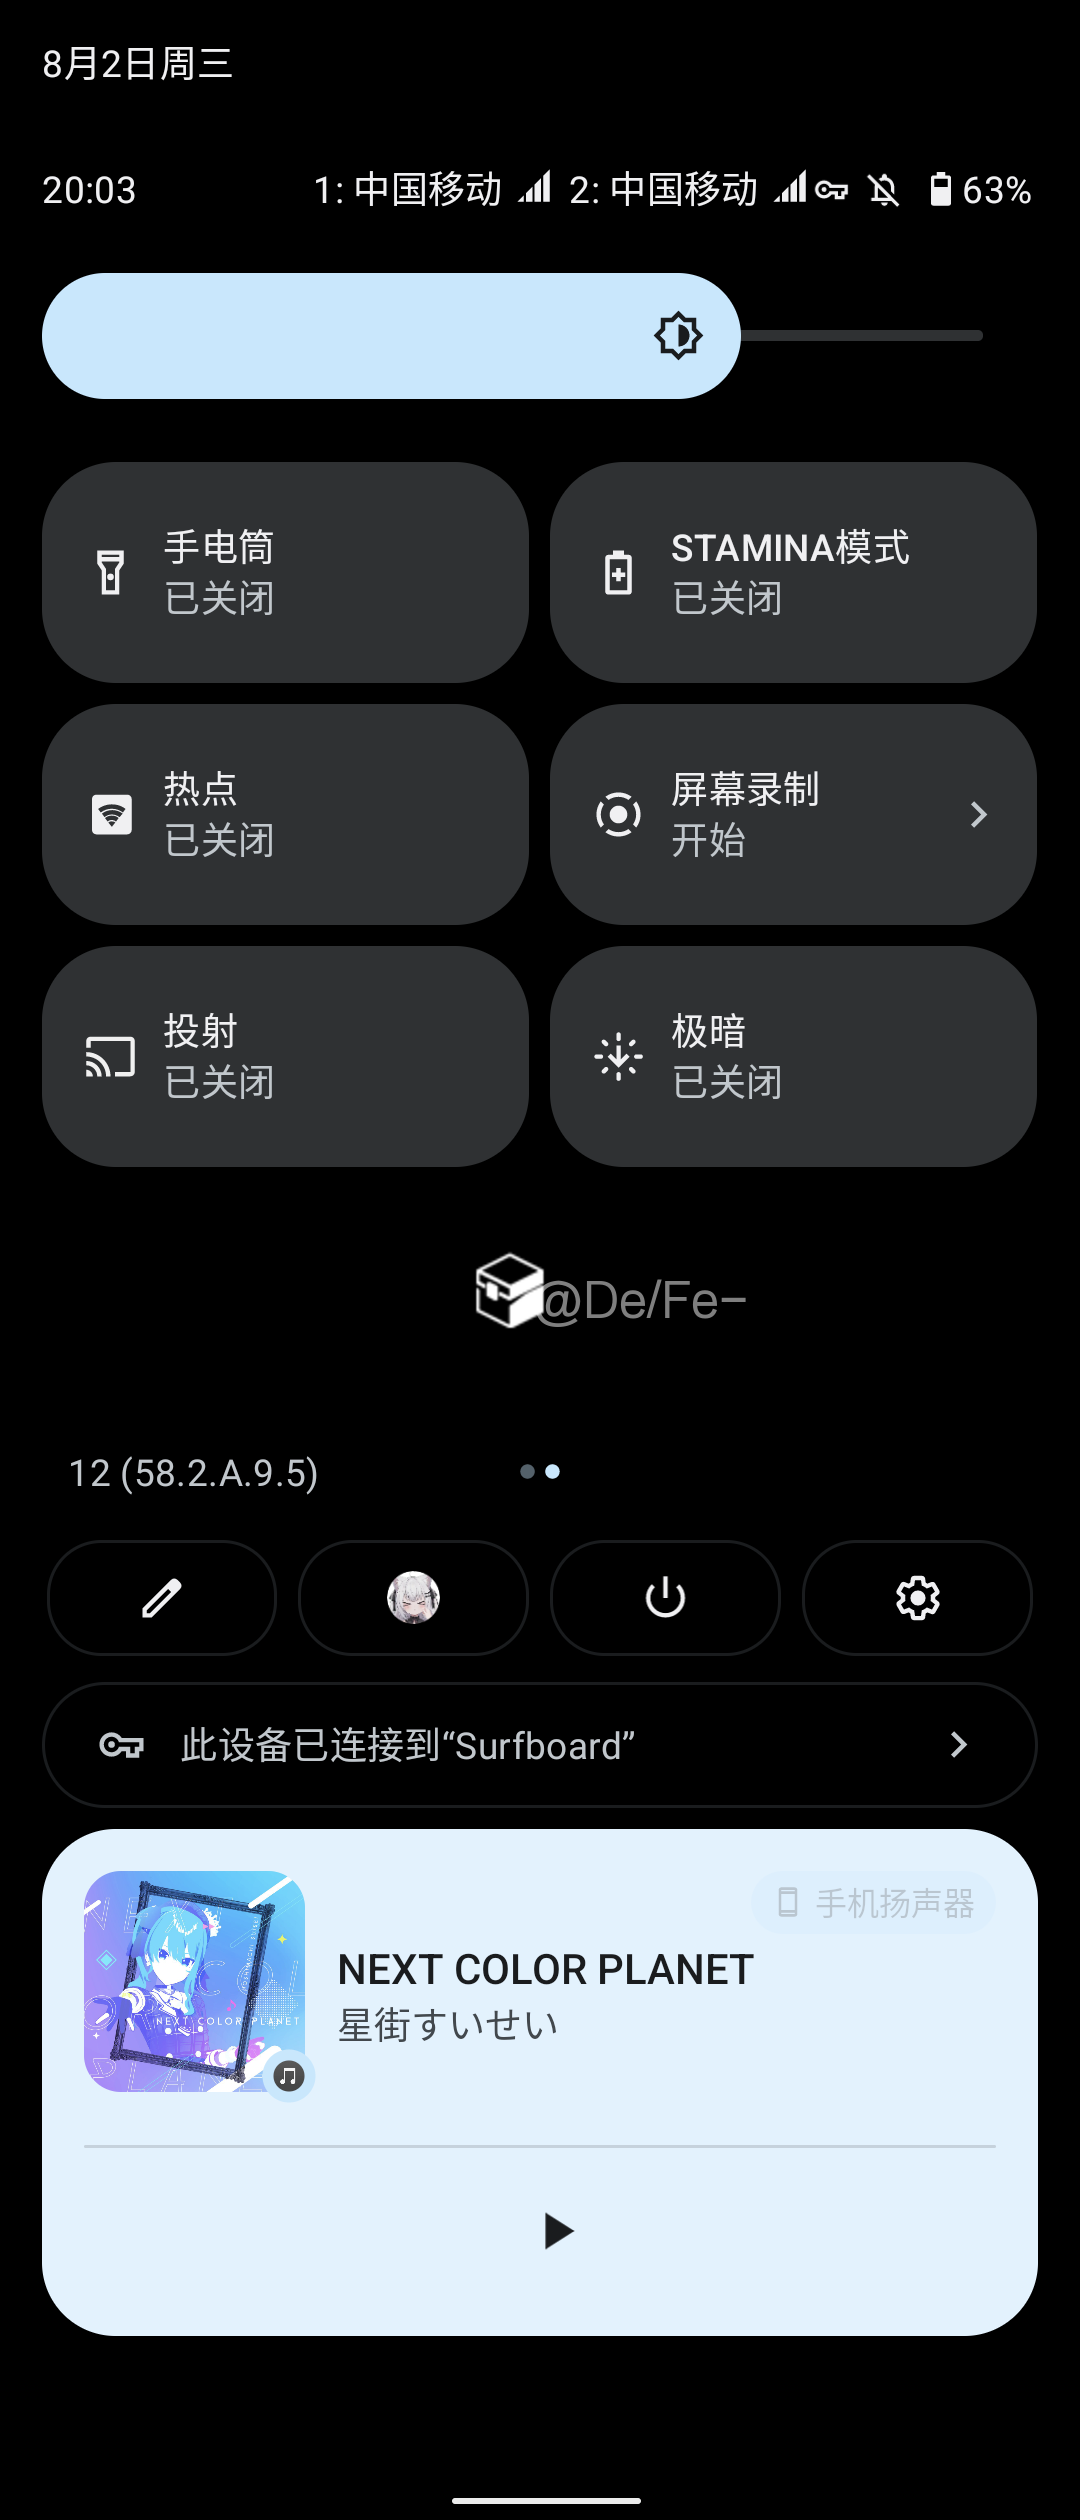 8月2日周三
20:03 1: 中国移动 2: 中国移动 63%
手电筒
已关闭
STAMINA模式
已关闭
热点
已关闭
屏幕录制
开始
投射
已关闭
极暗
已关闭
@De/Fe-
12 (58.2.A.9.5)
此设备已连接到“Surfboard”
手机扬声器
NEXT COLOR PLANET
NEXT COLOR PLANET
星街すいせい